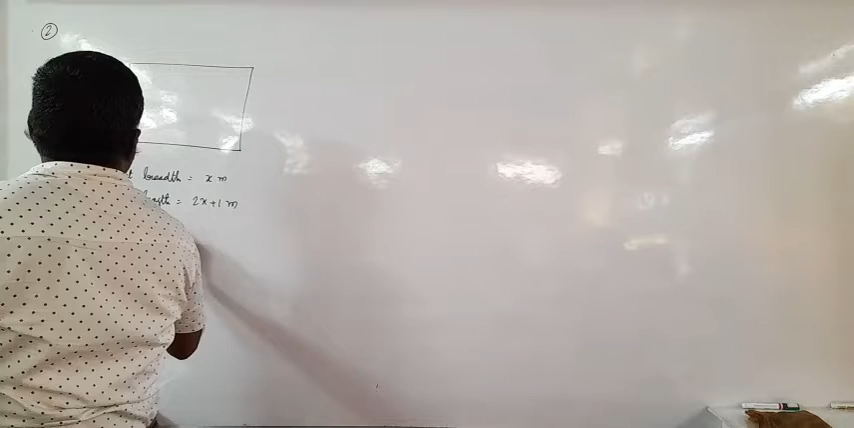 ②
breadth = x m
= 2x+1 m